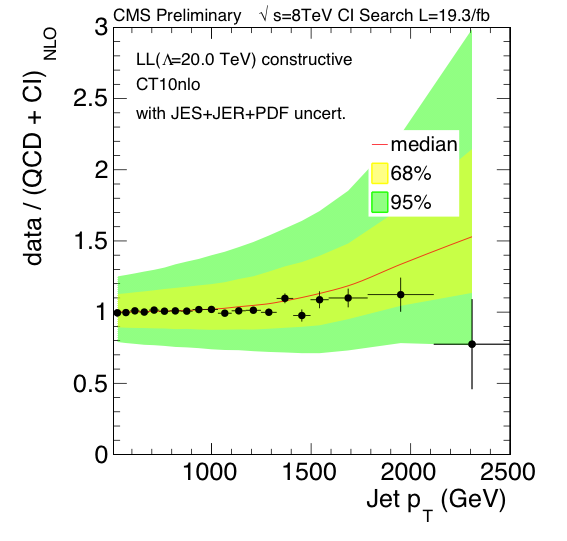 CMS Preliminary √ s=8TeV CI Search L=19.3/fb
data / (QCD + CI) NLO
3
2.5
2
1.5
1
0.5
0
LL(Λ=20.0 TeV) constructive
CT10nlo
with JES+JER+PDF uncert.
median
68%
95%
1000 1500 2000 2500
Jet p_T (GeV)